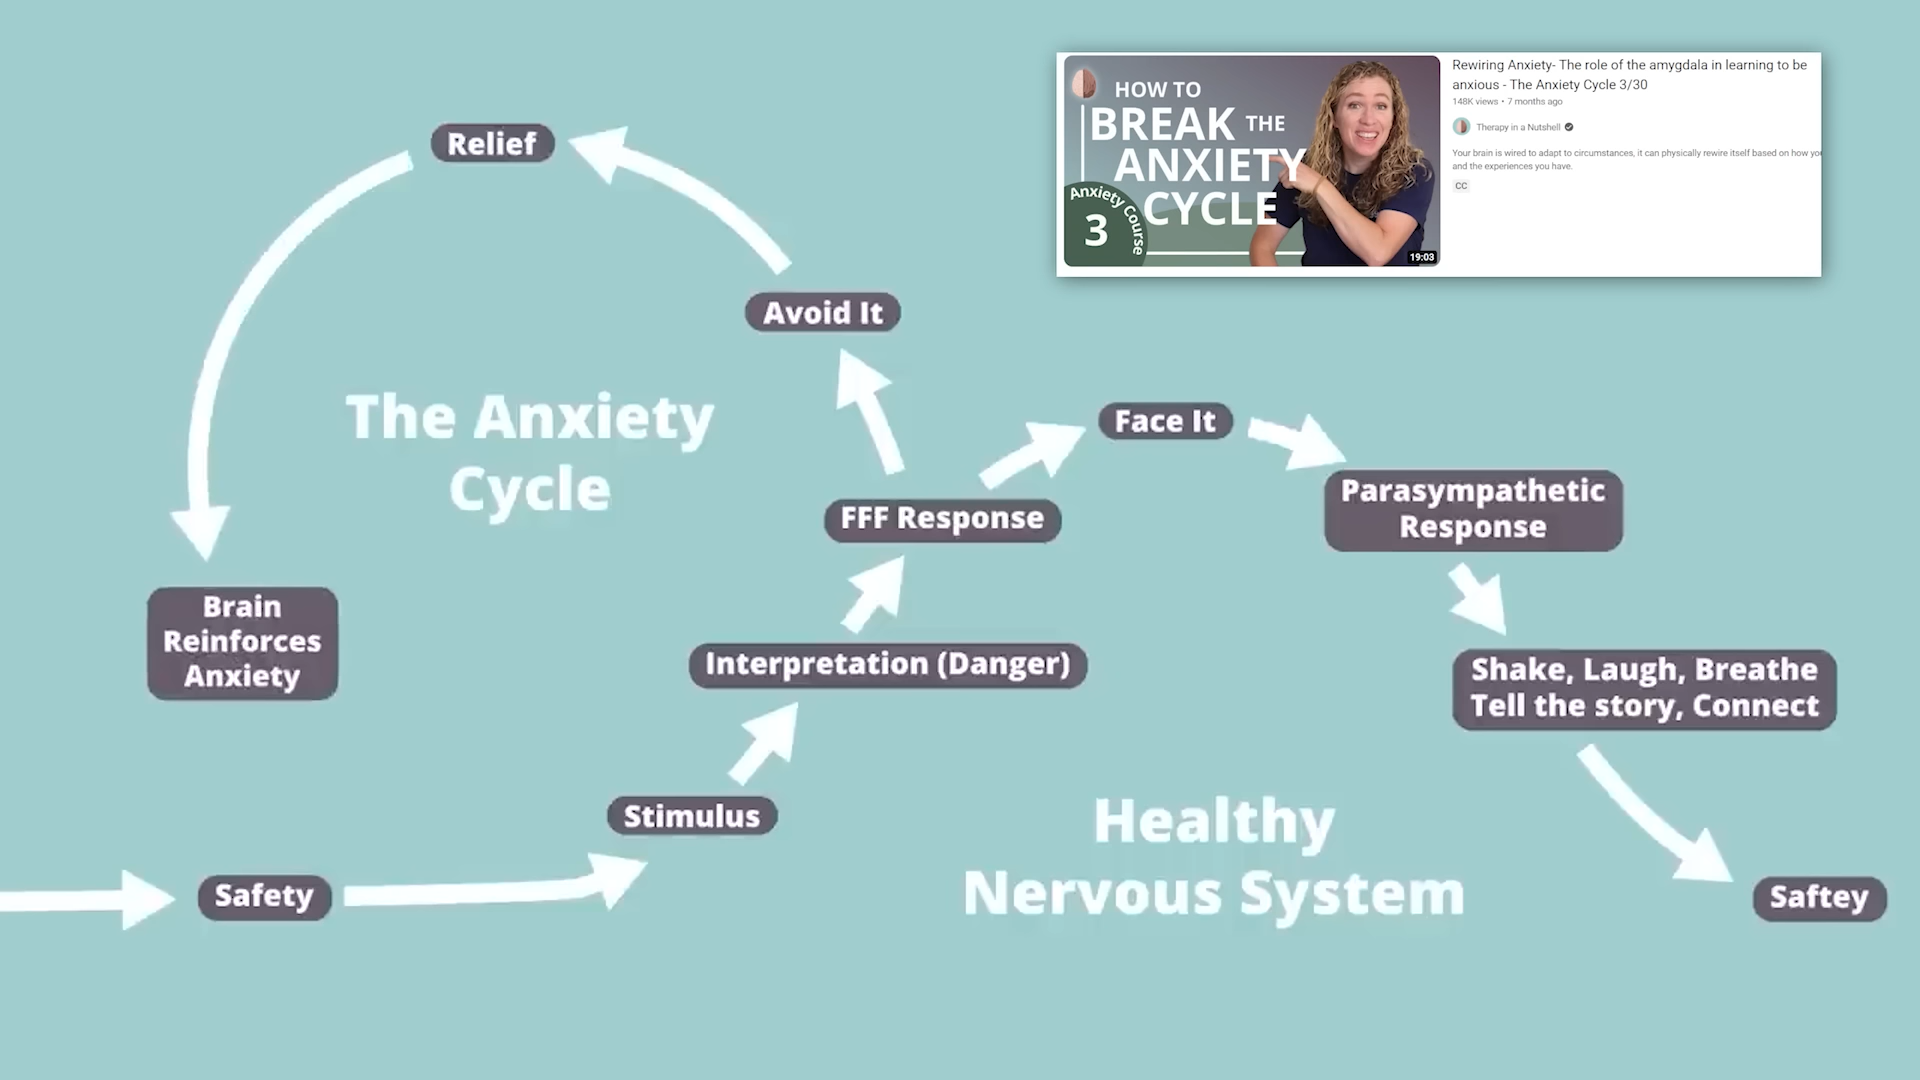 HOW TO
BREAK THE
ANXIETY
CYCLE
Anxiety Course
3
19:03
Rewiring Anxiety- The role of the amygdala in learning to be
anxious - The Anxiety Cycle 3/30
148K views • 7 months ago
Therapy in a Nutshell
Your brain is wired to adapt to circumstances, it can physically rewire itself based on how
and the experiences you have.
CC
Relief
Avoid It
The Anxiety
Cycle
Face It
FFF Response
Parasympathetic
Response
Brain
Reinforces
Anxiety
Interpretation (Danger)
Shake, Laugh, Breathe
Tell the story, Connect
Stimulus
Healthy
Nervous System
Safety
Saftey